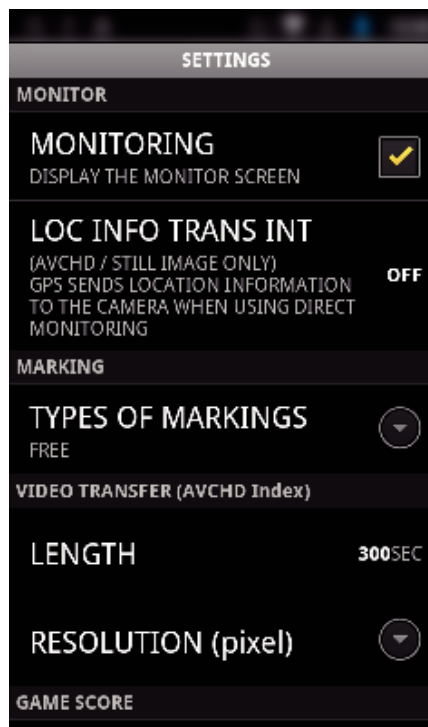 SETTINGS
MONITOR
MONITORING
DISPLAY THE MONITOR SCREEN
LOC INFO TRANS INT
(AVCHD / STILL IMAGE ONLY)
GPS SENDS LOCATION INFORMATION
TO THE CAMERA WHEN USING DIRECT
MONITORING
OFF
MARKING
TYPES OF MARKINGS
FREE
VIDEO TRANSFER (AVCHD Index)
LENGTH 300SEC
RESOLUTION (pixel)
GAME SCORE